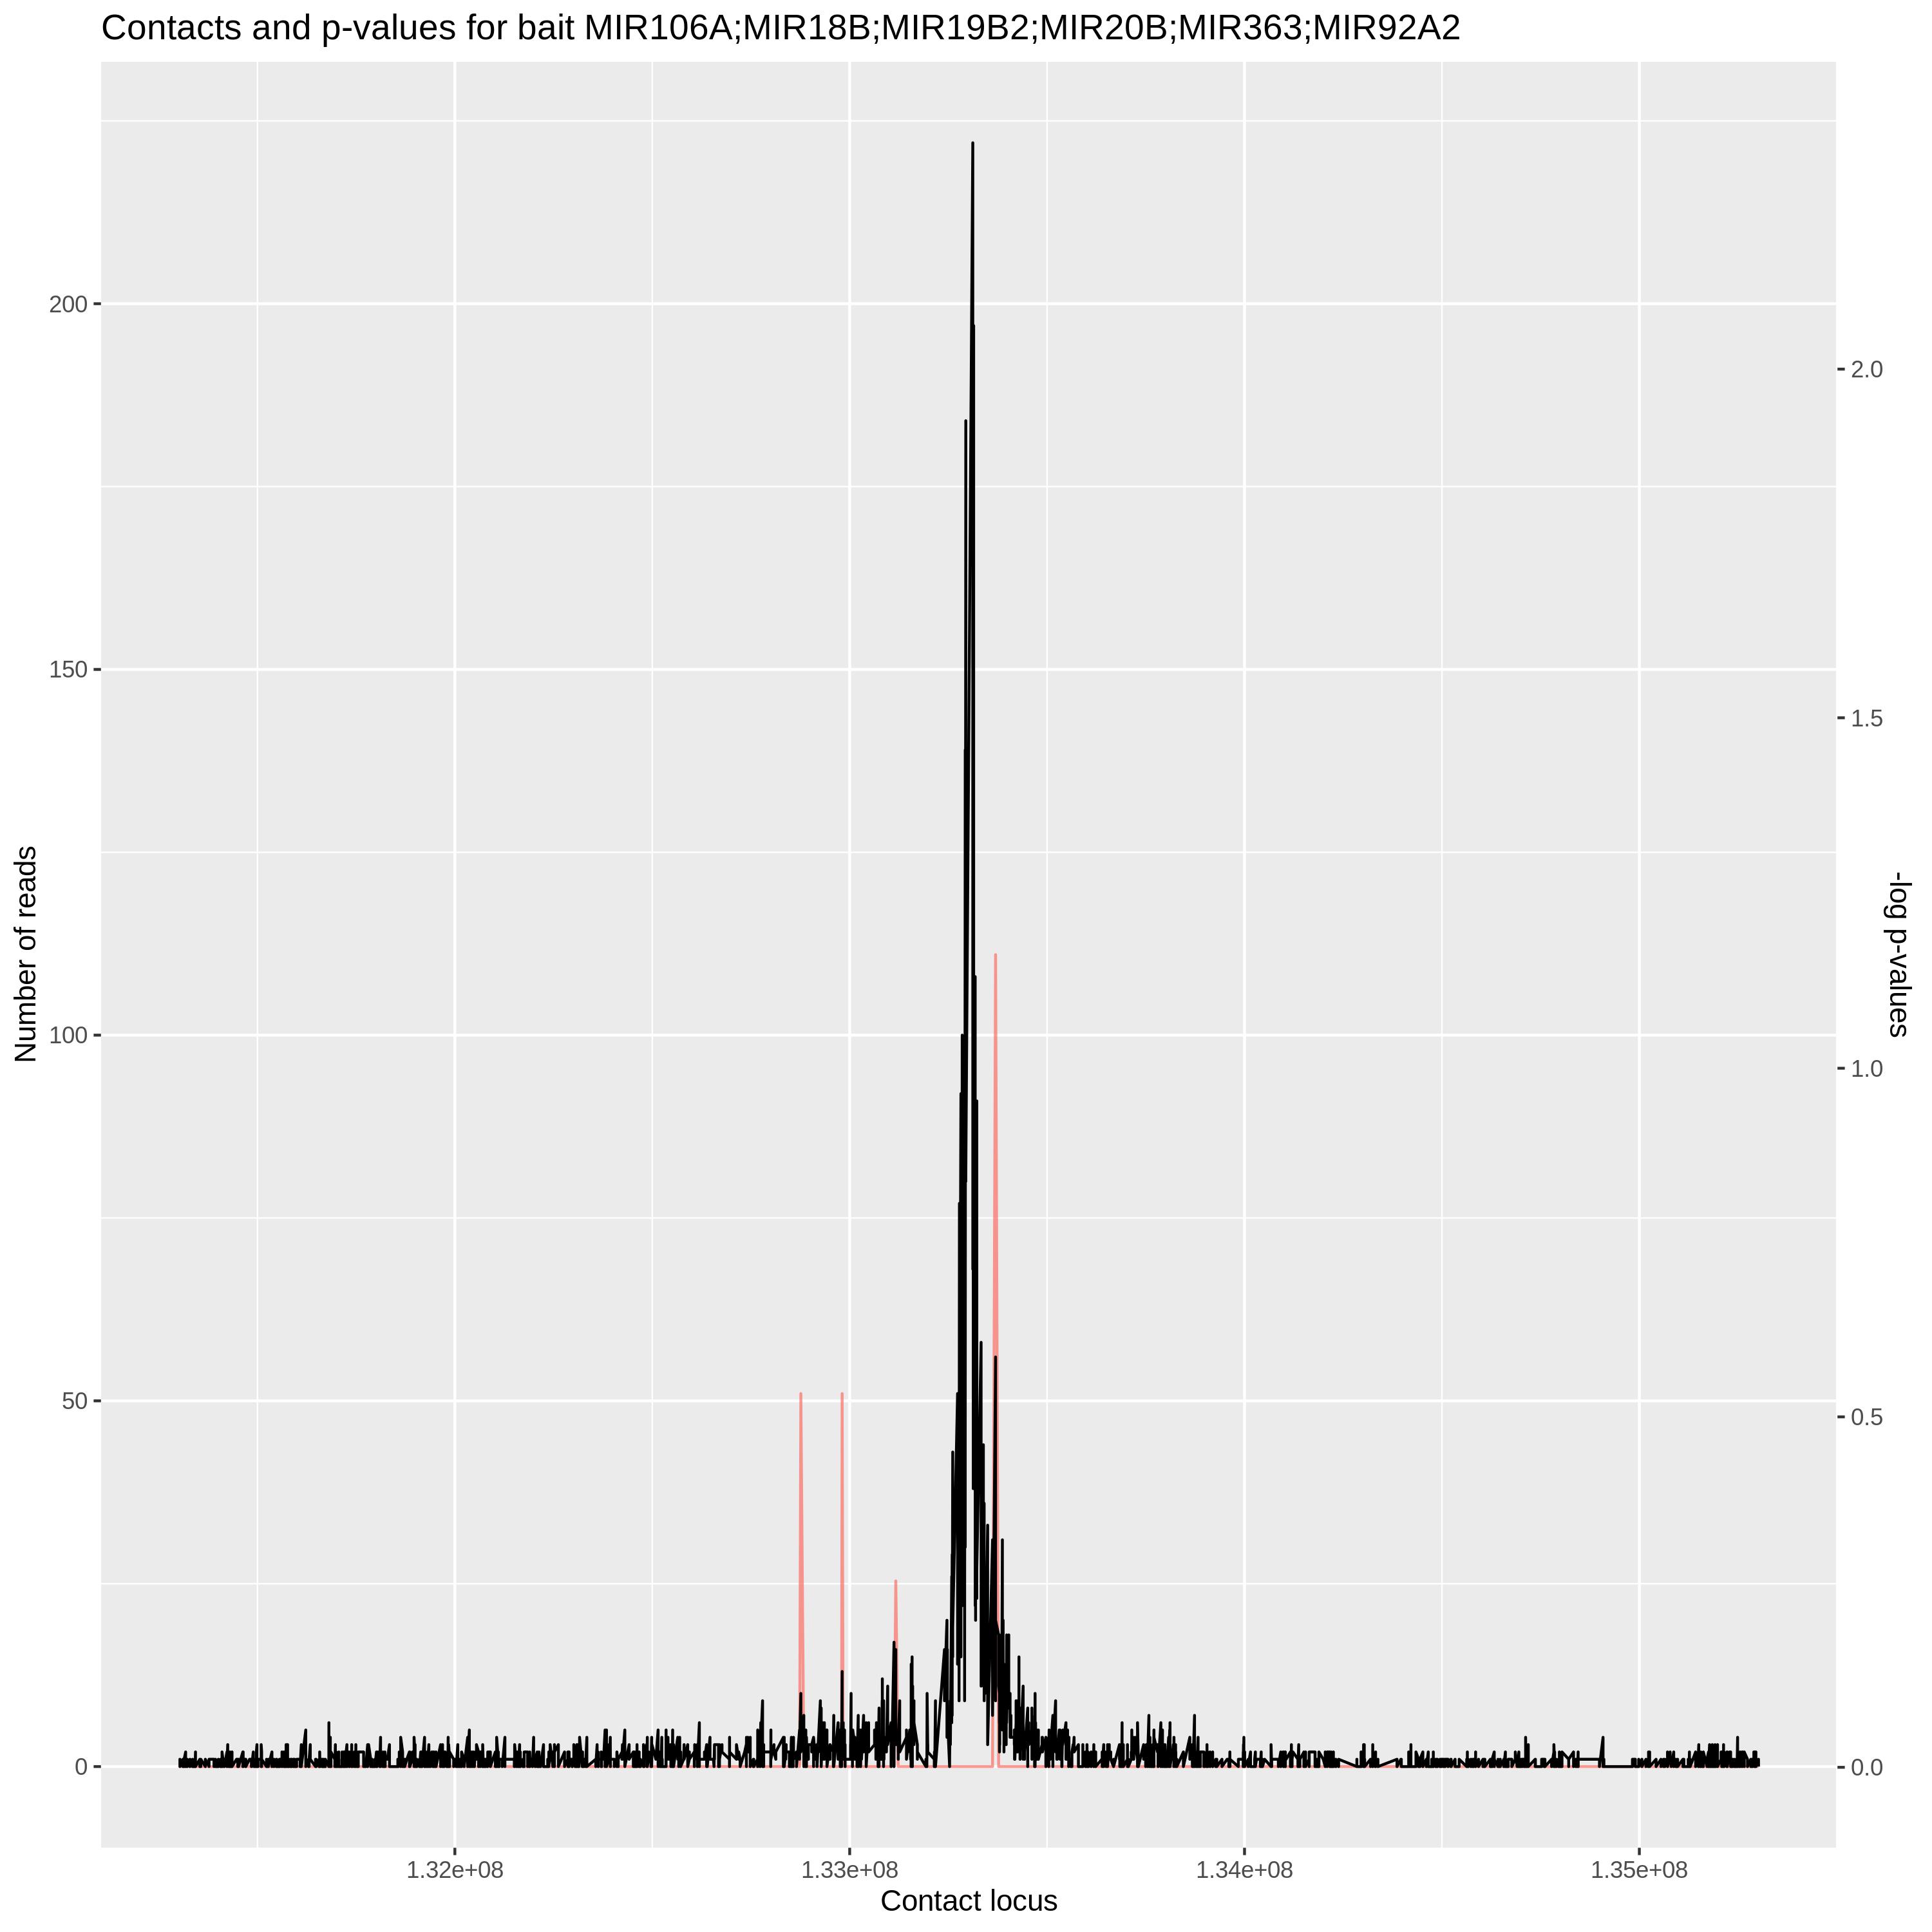 Contacts and p-values for bait MIR106A;MIR18B;MIR19B2;MIR20B;MIR363;MIR92A2
200
150
100
50
0
Number of reads
2.0
1.5
1.0
0.5
0.0
-log p-values
1.32e+08 1.33e+08 1.34e+08 1.35e+08
Contact locus